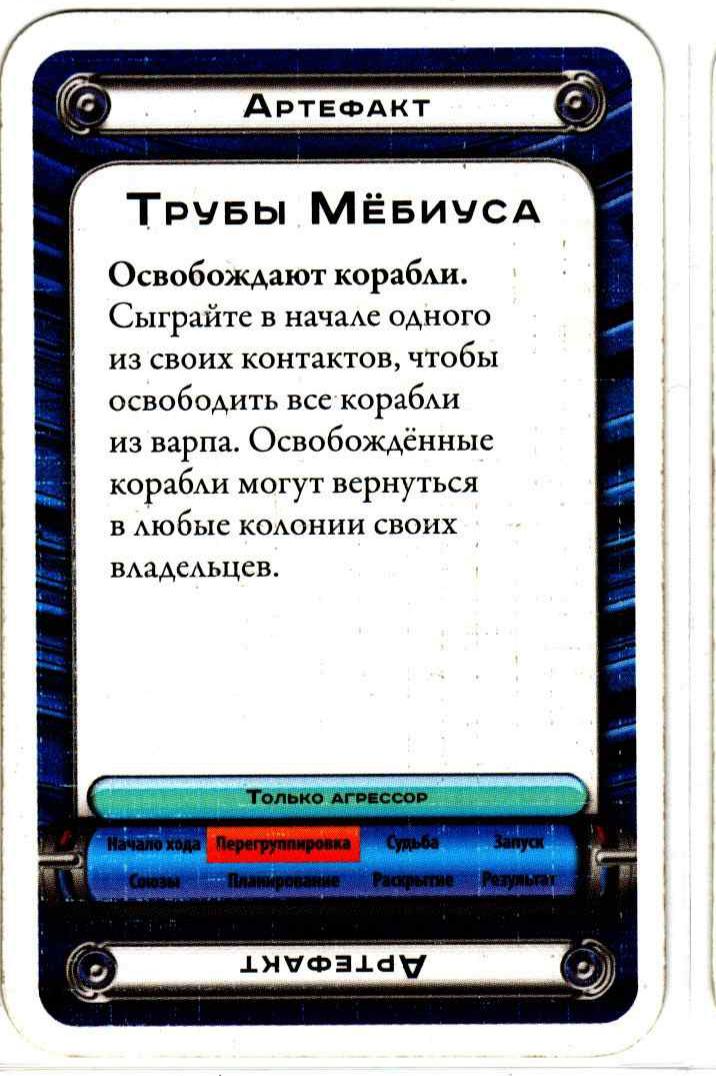 Артефакт
Трубы Мёбиуса
Освобождают корабли.
Сыграйте в начале одного
из своих контактов, чтобы
освободить все корабли
из варпа. Освобождённые
корабли могут вернуться
в любые колонии своих
владельцев.
Только агрессор
Начало хода Перегруппировка Судьба Запуск
Союзы Планирование Раскрытие Результат
Артефакт